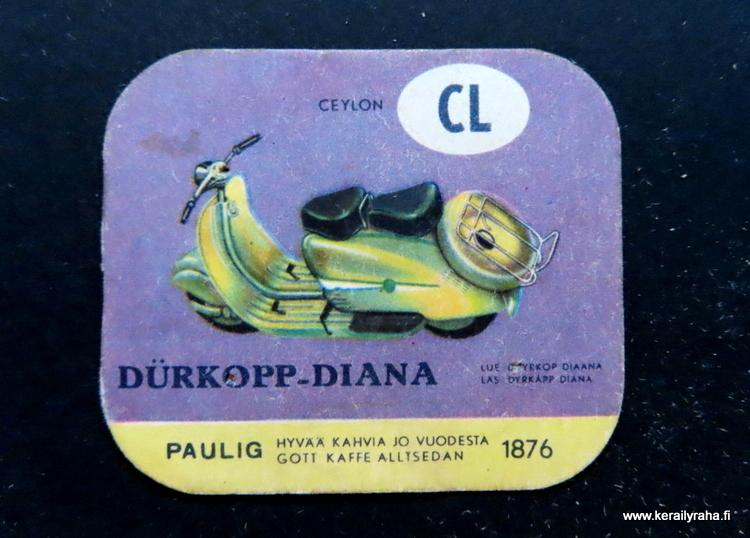 CEYLON
CL
DÜRKOPP-DIANA
LUE DYYRKOP DIAANA
LÄS DYRKÄPP DIANA
PAULIG
HYVÄÄ KAHVIA JO VUODESTA
GOTT KAFFE ALLTSEDAN
1876
www.kerailyraha.fi